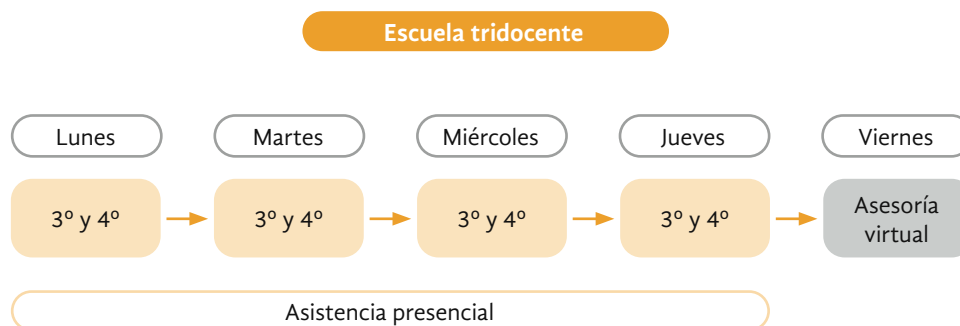 Escuela tridocente
Lunes
Martes
Miércoles
Jueves
Viernes
3º y 4º
3º y 4º
3º y 4º
3º y 4º
Asesoría
virtual
Asistencia presencial